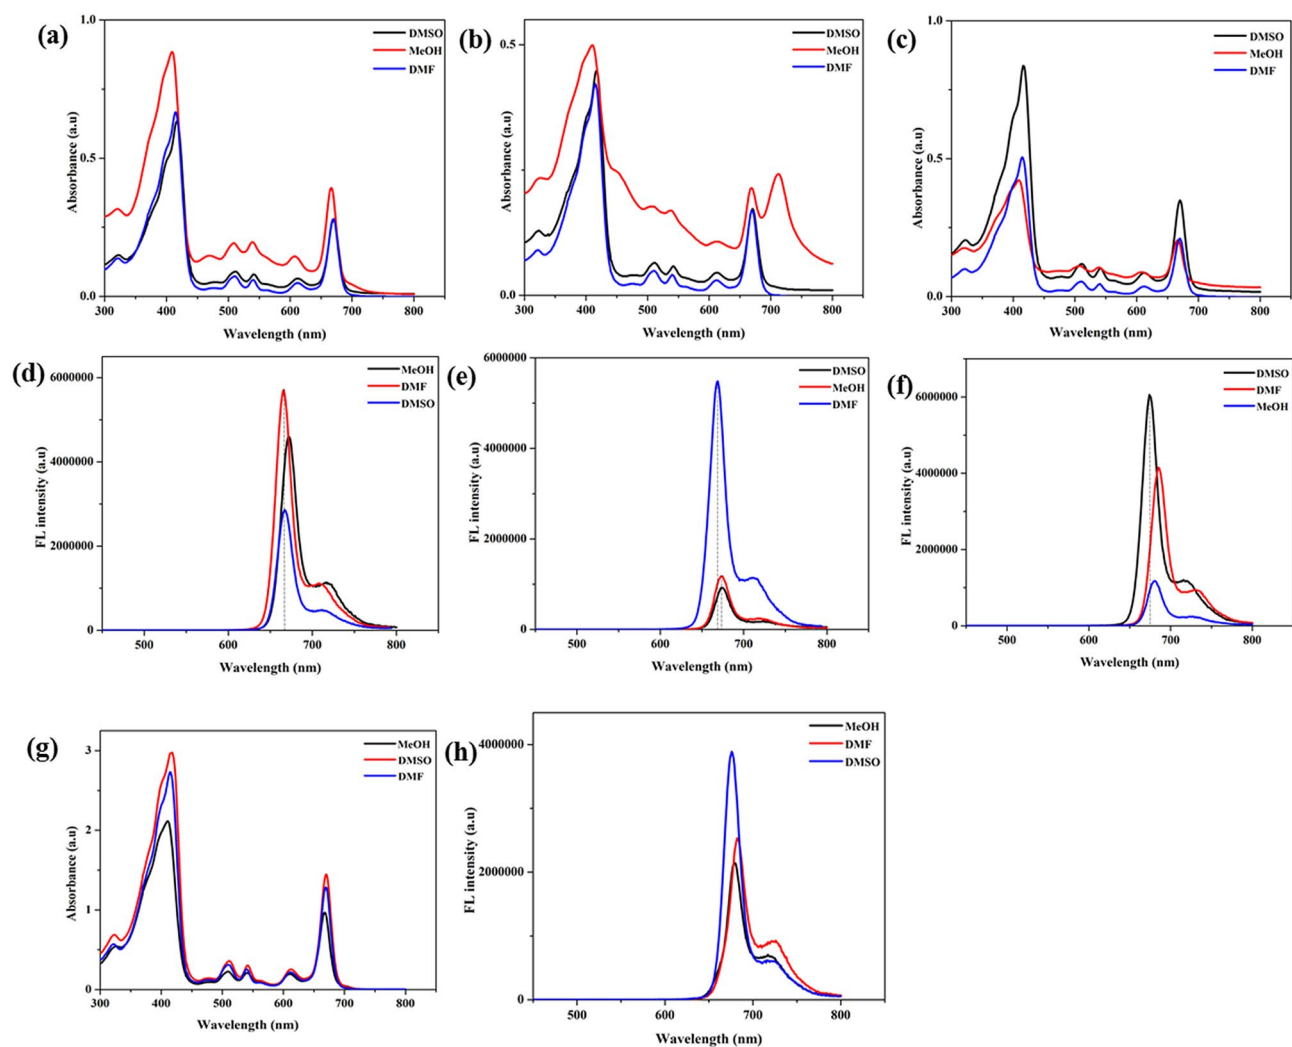 (a)
DMSO
MeOH
DMF
1.0
0.5
0.0
Absorbance (a.u)
300 400 500 600 700 800
Wavelength (nm)
(b)
DMSO
MeOH
DMF
0.5
0.0
Absorbance (a.u)
300 400 500 600 700 800
Wavelength (nm)
(c)
DMSO
MeOH
DMF
1.0
0.5
0.0
Absorbance (a.u)
300 400 500 600 700 800
Wavelength (nm)
(d)
MeOH
DMF
DMSO
6000000
4000000
2000000
0
FL intensity (a.u)
500 600 700 800
Wavelength (nm)
(e)
DMSO
MeOH
DMF
6000000
4000000
2000000
0
FL intensity (a.u)
500 600 700 800
Wavelength (nm)
(f)
DMSO
DMF
MeOH
6000000
4000000
2000000
0
FL intensity (a.u)
500 600 700 800
Wavelength (nm)
(g)
MeOH
DMSO
DMF
3
2
1
0
Absorbance (a.u)
300 400 500 600 700 800
Wavelength (nm)
(h)
MeOH
DMF
DMSO
4000000
2000000
0
FL intensity (a.u)
500 600 700 800
Wavelength (nm)